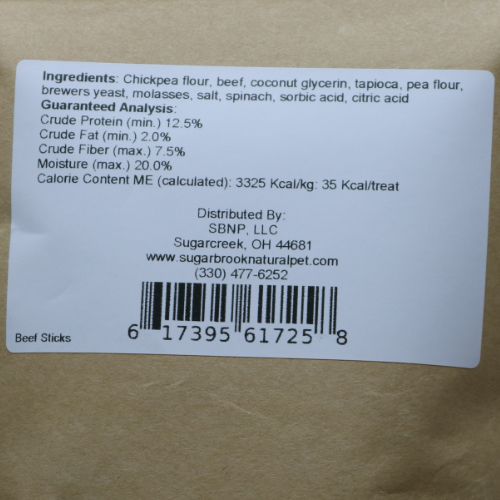 Ingredients: Chickpea flour, beef, coconut glycerin, tapioca, pea flour,
brewers yeast, molasses, salt, spinach, sorbic acid, citric acid
Guaranteed Analysis:
Crude Protein (min.) 12.5%
Crude Fat (min.) 2.0%
Crude Fiber (max.) 7.5%
Moisture (max.) 20.0%
Calorie Content ME (calculated): 3325 Kcal/kg: 35 Kcal/treat
Distributed By:
SBNP, LLC
Sugarcreek, OH 44681
www.sugarbrooknaturalpet.com
(330) 477-6252
6 17395 61725 8
Beef Sticks